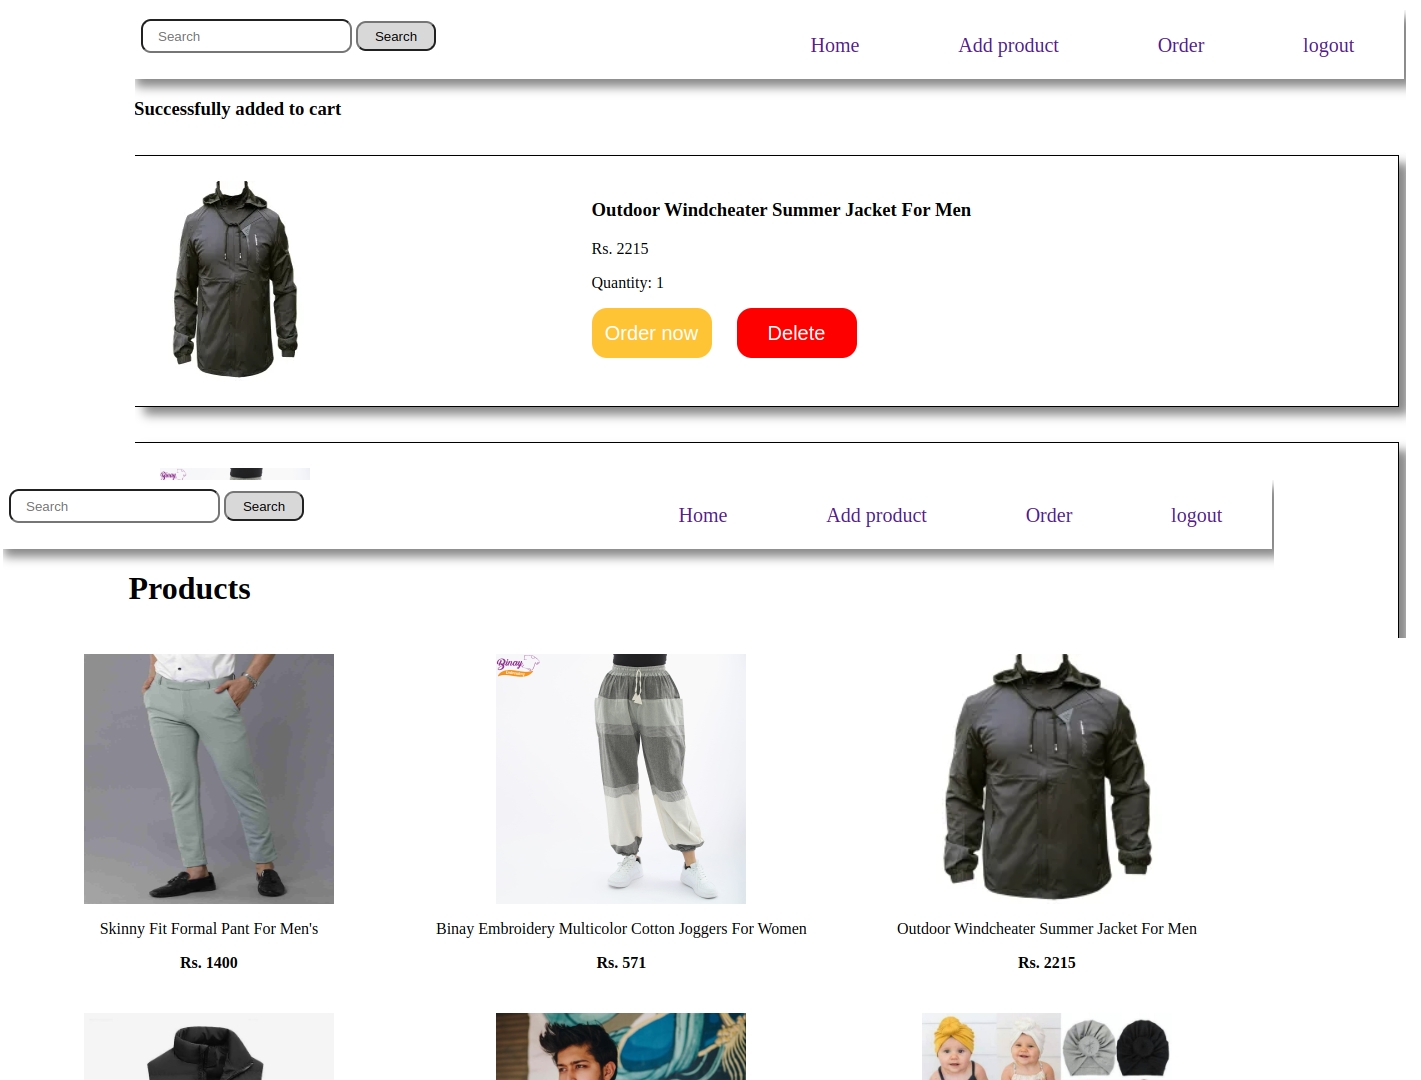 Search Search Home Add product Order logout
Successfully added to cart
Outdoor Windcheater Summer Jacket For Men
Rs. 2215
Quantity: 1
Order now Delete
Binay
Search Search Home Add product Order logout
Products
Binay
Skinny Fit Formal Pant For Men's Binay Embroidery Multicolor Cotton Joggers For Women Outdoor Windcheater Summer Jacket For Men
Rs. 1400 Rs. 571 Rs. 2215